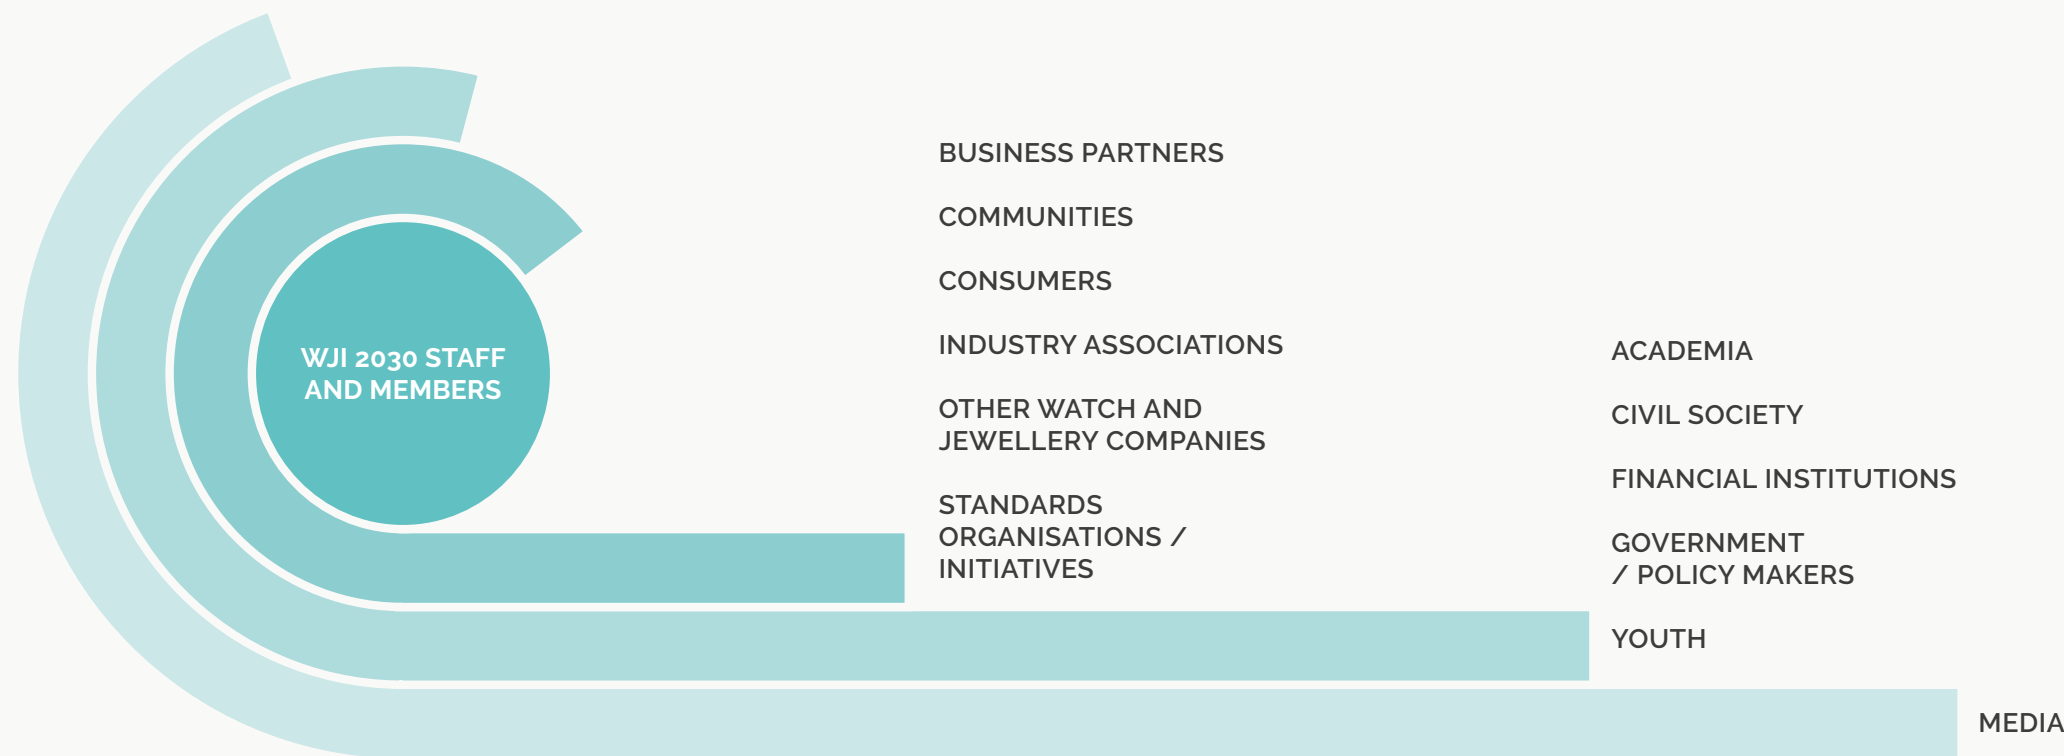 WJI 2030 STAFF
AND MEMBERS
BUSINESS PARTNERS
COMMUNITIES
CONSUMERS
INDUSTRY ASSOCIATIONS
OTHER WATCH AND
JEWELLERY COMPANIES
STANDARDS
ORGANISATIONS /
INITIATIVES
ACADEMIA
CIVIL SOCIETY
FINANCIAL INSTITUTIONS
GOVERNMENT
/ POLICY MAKERS
YOUTH
MEDIA